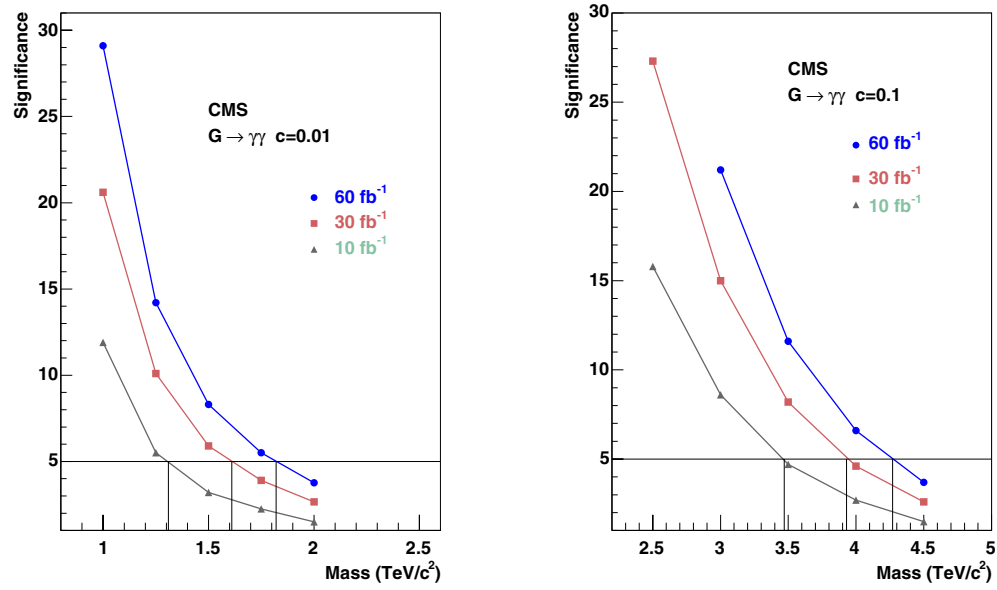 Significance
30
25
20
15
10
5
CMS
G → γγ c=0.01
60 fb⁻¹
30 fb⁻¹
10 fb⁻¹
1
1.5
2
2.5
Mass (TeV/c²)
Significance
30
25
20
15
10
5
CMS
G → γγ c=0.1
60 fb⁻¹
30 fb⁻¹
10 fb⁻¹
2.5
3
3.5
4
4.5
5
Mass (TeV/c²)